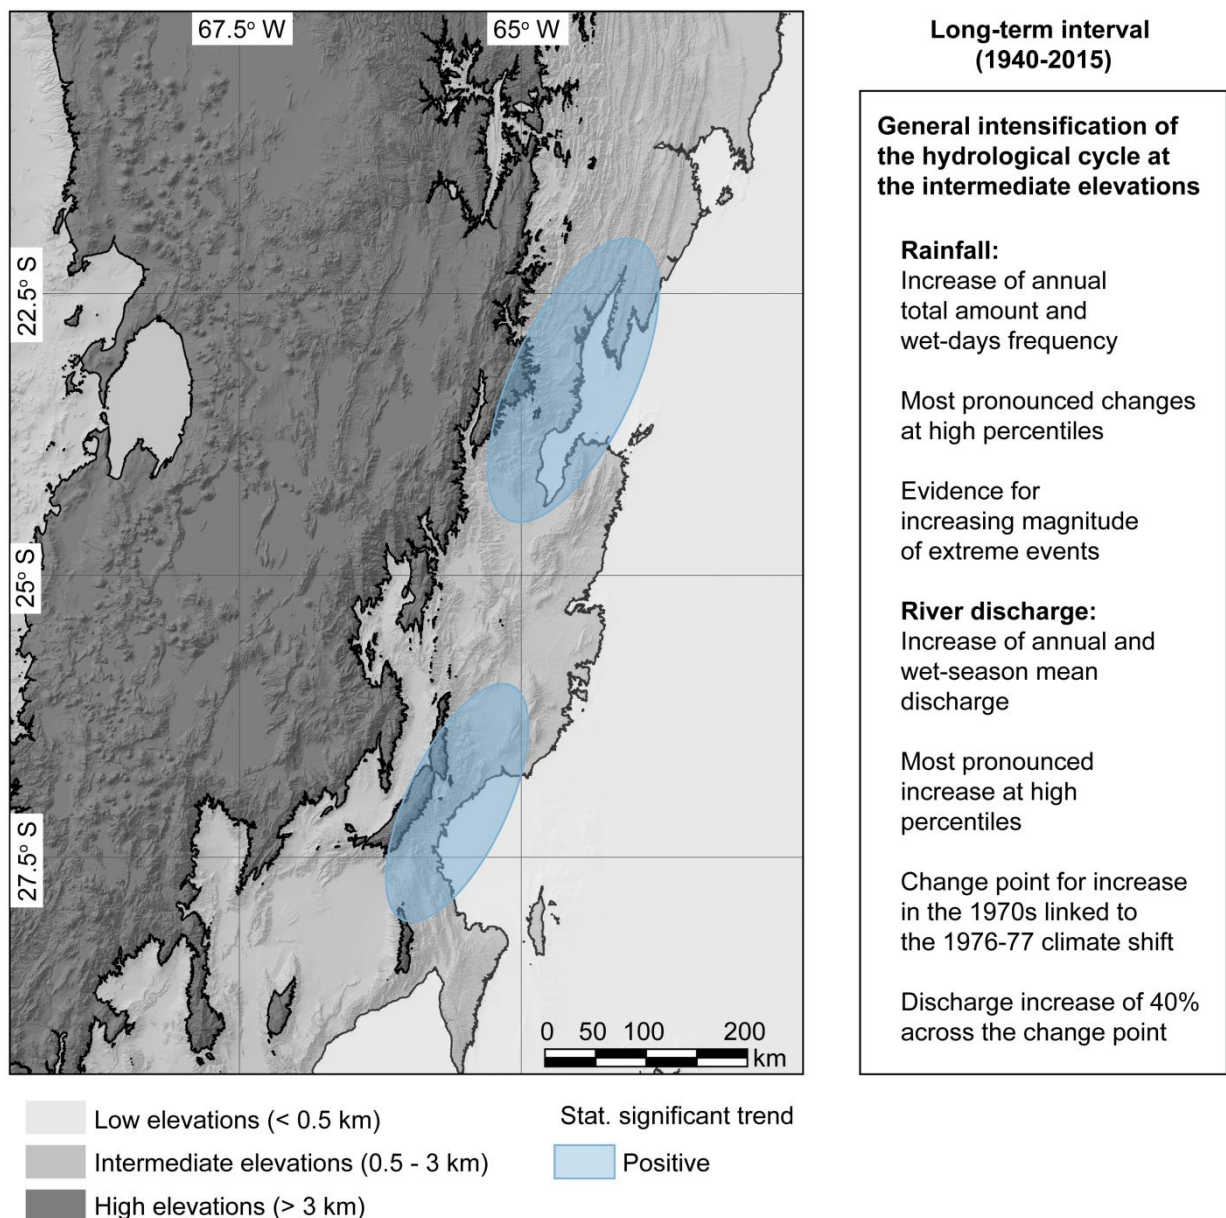 67.5o W
65o W
22.5o S
25o S
27.5o S
0 50 100 200
km
Low elevations (< 0.5 km)
Intermediate elevations (0.5 - 3 km)
High elevations (> 3 km)
Stat. significant trend
Positive
Long-term interval
(1940-2015)
General intensification of
the hydrological cycle at
the intermediate elevations
Rainfall:
Increase of annual
total amount and
wet-days frequency
Most pronounced changes
at high percentiles
Evidence for
increasing magnitude
of extreme events
River discharge:
Increase of annual and
wet-season mean
discharge
Most pronounced
increase at high
percentiles
Change point for increase
in the 1970s linked to
the 1976-77 climate shift
Discharge increase of 40%
across the change point